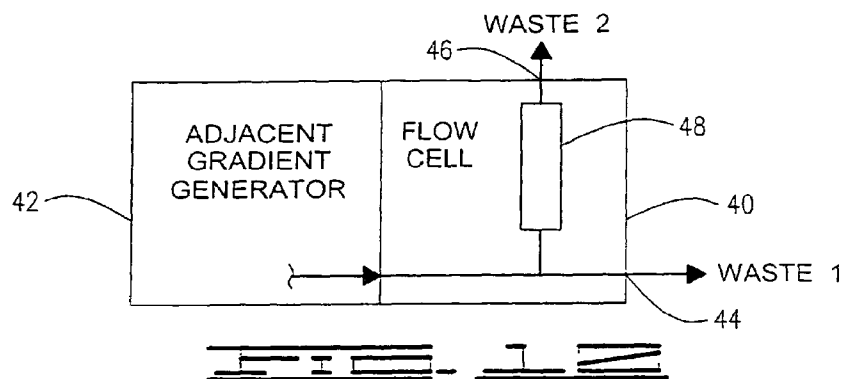 WASTE 2
46
ADJACENT
GRADIENT
GENERATOR
FLOW
CELL
48
42
40
WASTE 1
44